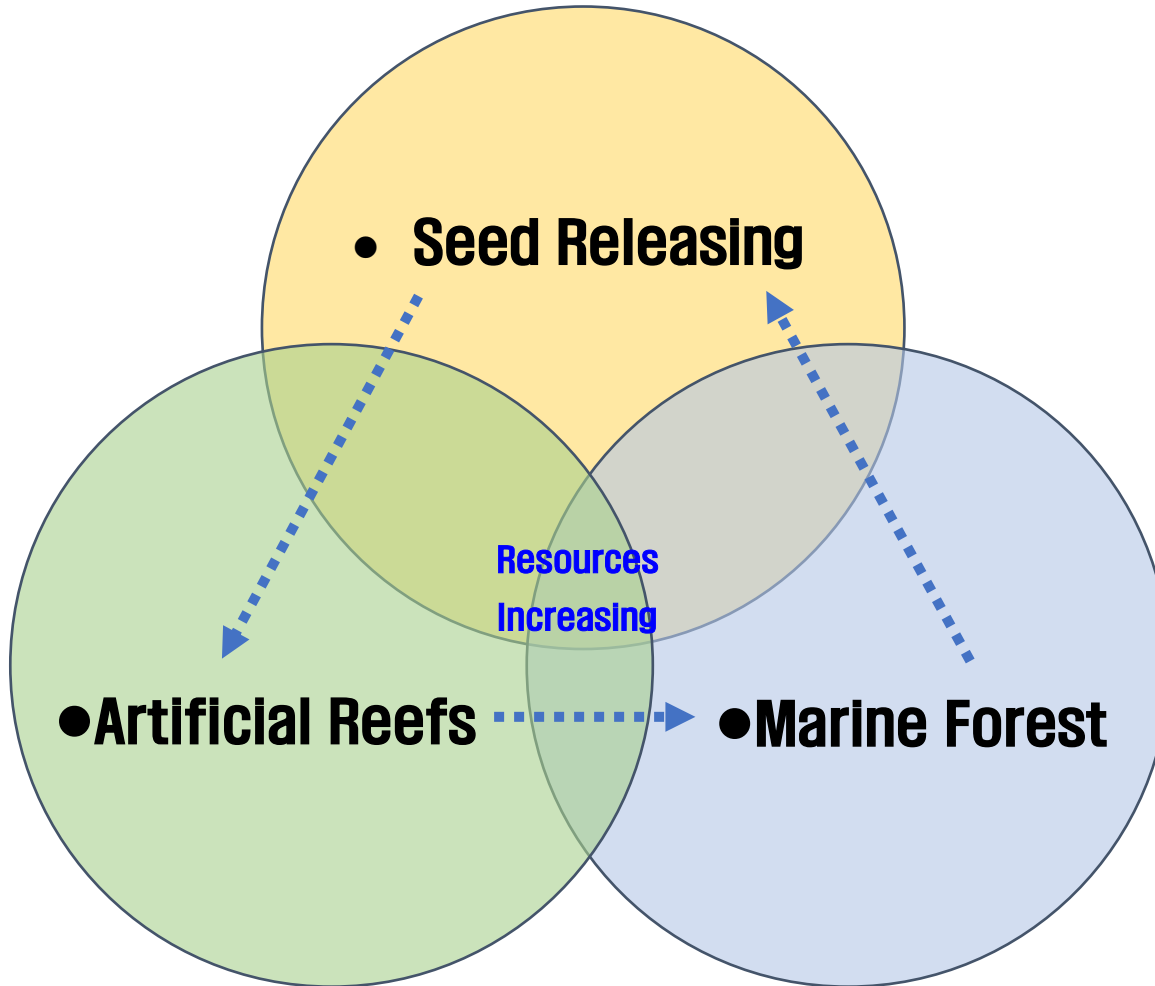 • Seed Releasing
Resources
Increasing
●Artificial Reefs
●Marine Forest